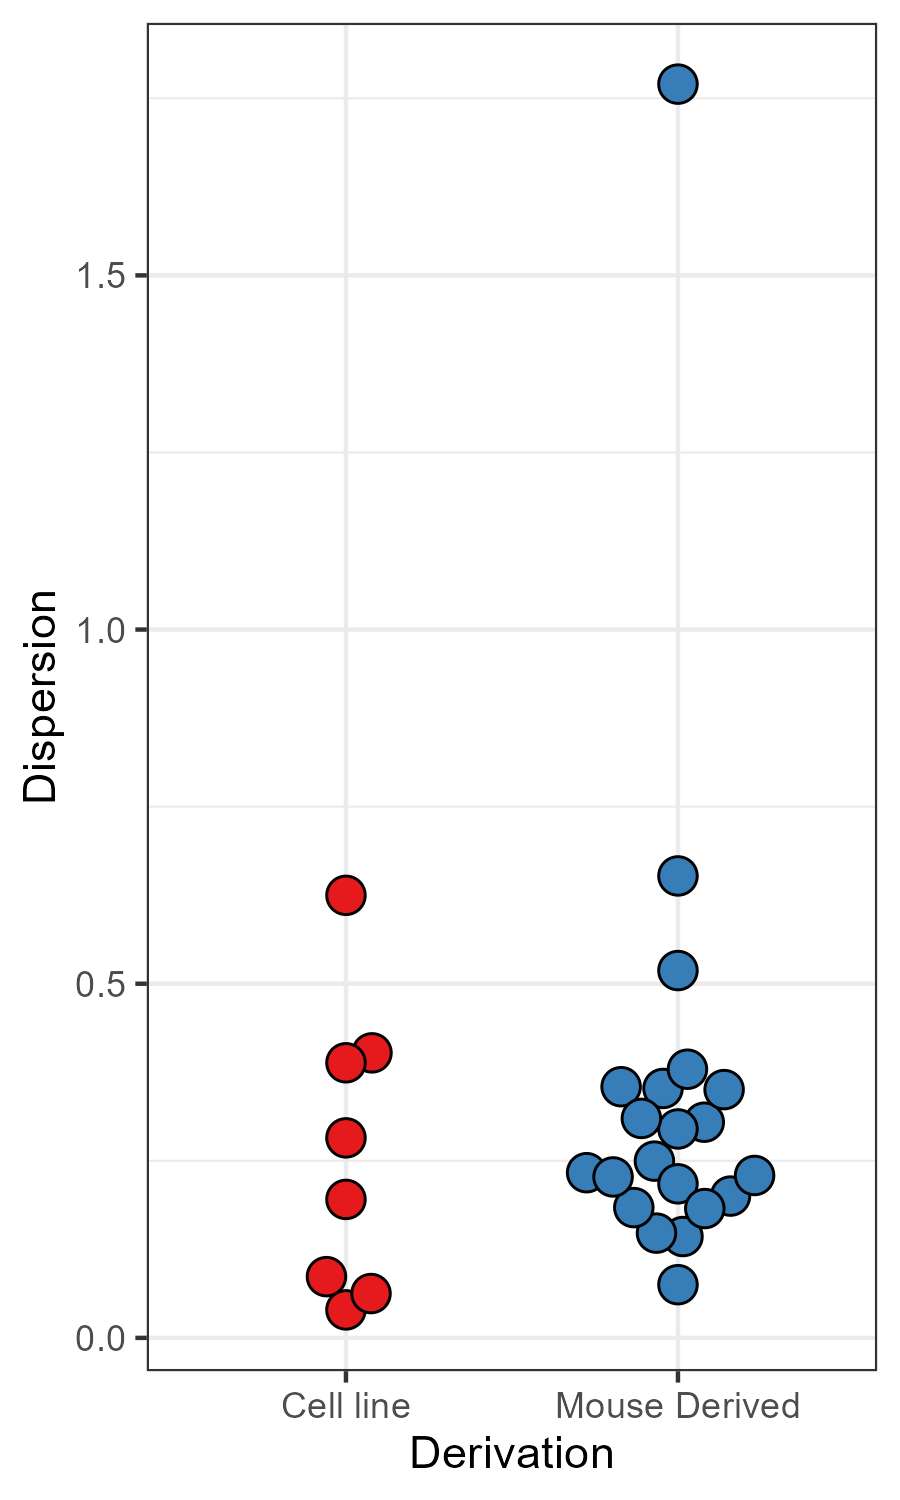 Dispersion
1.5
1.0
0.5
0.0
Cell line
Mouse Derived
Derivation